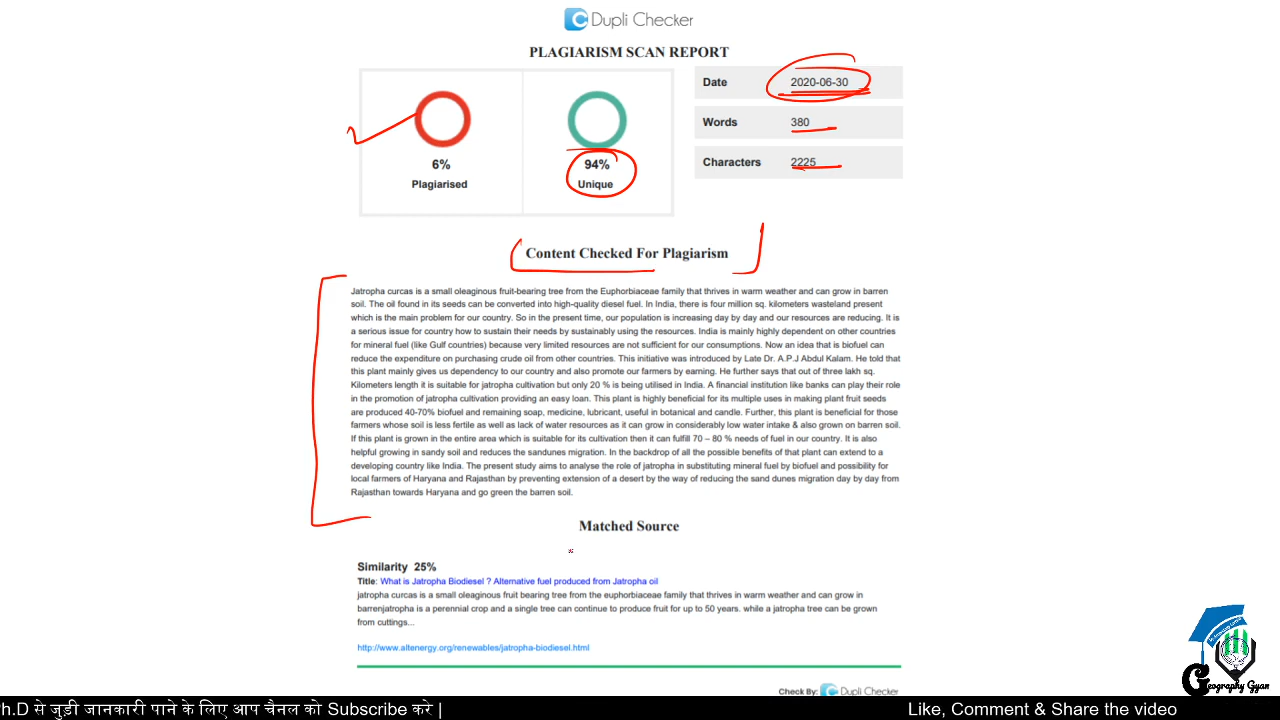 Dupli Checker
PLAGIARISM SCAN REPORT
6%
Plagiarised
94%
Unique
Date 2020-06-30
Words 380
Characters 2225
Content Checked For Plagiarism
Jatropha curcas is a small oleaginous fruit-bearing tree from the Euphorbiaceae family that thrives in warm weather and can grow in barren
soil. The oil found in its seeds can be converted into high-quality diesel fuel. In India, there is four million sq. kilometers wasteland present
which is the main problem for our country. So in the present time, our population is increasing day by day and our resources are reducing. It is
a serious issue for country how to sustain their needs by sustainably using the resources. India is mainly highly dependent on other countries
for mineral fuel (like Gulf countries) because very limited resources are not sufficient for our consumptions. Now an idea that is biofuel can
reduce the expenditure on purchasing crude oil from other countries. This initiative was introduced by Late Dr. A.P.J Abdul Kalam. He told that
this plant mainly gives us dependency to our country and also promote our farmers by earning. He further says that out of three lakh sq.
Kilometers length it is suitable for jatropha cultivation but only 20 % is being utilised in India. A financial institution like banks can play their role
in the promotion of jatropha cultivation providing an easy loan. This plant is highly beneficial for its multiple uses in making plant fruit seeds
are produced 40-70% biofuel and remaining soap, medicine, lubricant, useful in botanical and candle. Further, this plant is beneficial for those
farmers whose soil is less fertile as well as lack of water resources as it can grow in considerably low water intake & also grown on barren soil.
If this plant is grown in the entire area which is suitable for its cultivation then it can fulfill 70 – 80 % needs of fuel in our country. It is also
helpful growing in sandy soil and reduces the sandunes migration. In the backdrop of all the possible benefits of that plant can extend to a
developing country like India. The present study aims to analyse the role of jatropha in substituting mineral fuel by biofuel and possibility for
local farmers of Haryana and Rajasthan by preventing extension of a desert by the way of reducing the sand dunes migration day by day from
Rajasthan towards Haryana and go green the barren soil.
Matched Source
Similarity 25%
Title: What is Jatropha Biodiesel ? Alternative fuel produced from Jatropha oil
jatropha curcas is a small oleaginous fruit bearing tree from the euphorbiaceae family that thrives in warm weather and can grow in
barrenjatropha is a perennial crop and a single tree can continue to produce fruit for up to 50 years. while a jatropha tree can be grown
from cuttings...
http://www.altenergy.org/renewables/jatropha-biodiesel.html
Check By: Dupli Checker
Geography Gyan
h.D से जुड़ी जानकारी पाने के लिए आप चैनल को Subscribe करे |
Like, Comment & Share the video